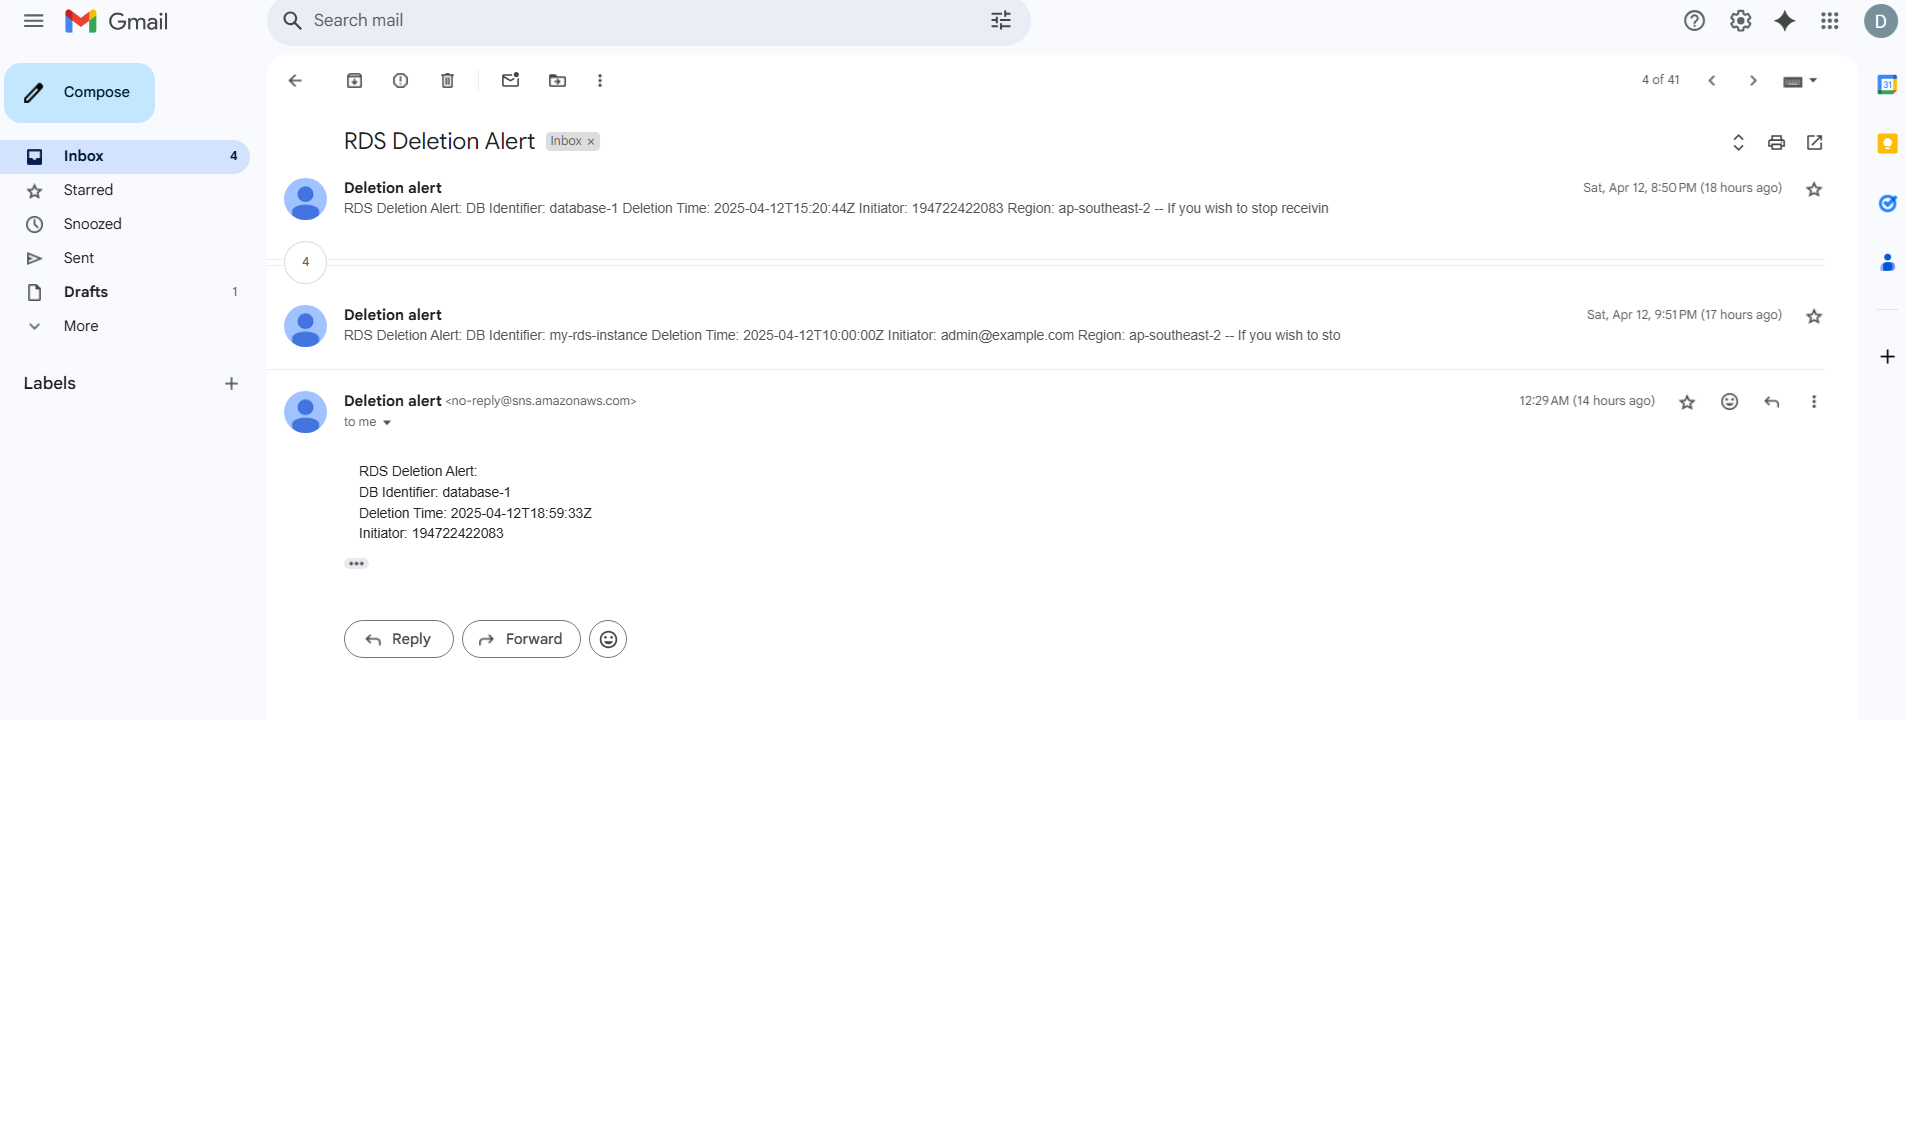 Gmail
Search mail
D
Compose
Inbox 4
Starred
Snoozed
Sent
Drafts 1
More
Labels
4 of 41
RDS Deletion Alert Inbox ×
Deletion alert Sat, Apr 12, 8:50 PM (18 hours ago)
RDS Deletion Alert: DB Identifier: database-1 Deletion Time: 2025-04-12T15:20:44Z Initiator: 194722422083 Region: ap-southeast-2 -- If you wish to stop receivin
4
Deletion alert Sat, Apr 12, 9:51 PM (17 hours ago)
RDS Deletion Alert: DB Identifier: my-rds-instance Deletion Time: 2025-04-12T10:00:00Z Initiator: admin@example.com Region: ap-southeast-2 -- If you wish to sto
Deletion alert <no-reply@sns.amazonaws.com> 12:29 AM (14 hours ago)
to me
RDS Deletion Alert:
DB Identifier: database-1
Deletion Time: 2025-04-12T18:59:33Z
Initiator: 194722422083
Reply Forward
31